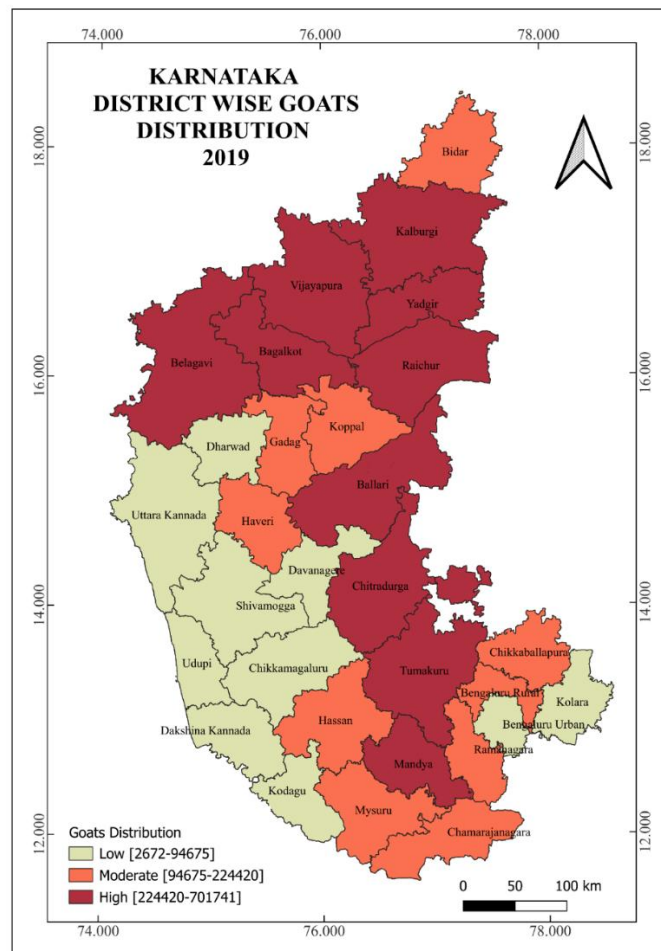 74.000 76.000 78.000
KARNATAKA
DISTRICT WISE GOATS
DISTRIBUTION
2019
18.000 18.000
Bidar
Kalburgi
Vijayapura
Yadgir
16.000 16.000
Belagavi
Bagalkot
Raichur
Koppal
Dharwad
Gadag
Ballari
Uttara Kannada
Haveri
Davanagere
Chitradurga
14.000 14.000
Shivamogga
Chikkaballapura
Udupi
Chikkamagaluru
Tumakuru
Bengaluru Rural
Kolara
Hassan
Dakshina Kannada
Bengaluru Urban
Ramanagara
Mandya
Kodagu
Mysuru
Chamarajanagara
12.000 12.000
Goats Distribution
Low [2672-94675]
Moderate [94675-224420]
High [224420-701741]
0 50 100 km
74.000 76.000 78.000